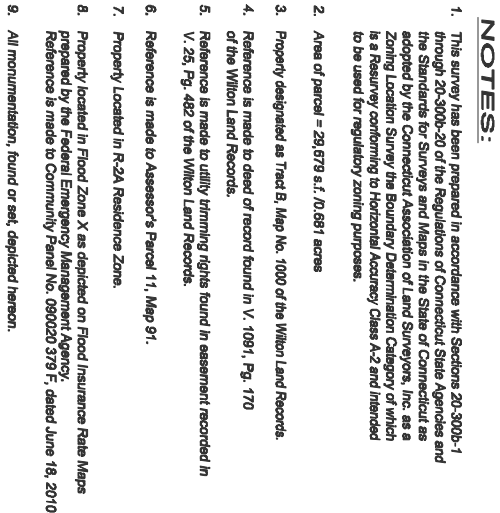 NOTES:
1. This survey has been prepared in accordance with Sections 20-300b-1
through 20-300b-20 of the Regulations of Connecticut State Agencies and
the Standards for Surveys and Maps in the State of Connecticut as
adopted by the Connecticut Association of Land Surveyors, Inc. as a
Zoning Location Survey the Boundary Determination Category of which
is a Resurvey conforming to Horizontal Accuracy Class A-2 and intended
to be used for regulatory zoning purposes.
2. Area of parcel = 29,679 s.f. /0.681 acres
3. Property designated as Tract B, Map No. 1000 of the Wilton Land Records.
4. Reference is made to deed of record found in V. 1091, Pg. 170
of the Wilton Land Records.
5. Reference is made to utility trimming rights found in easement recorded in
V. 25, Pg. 482 of the Wilton Land Records.
6. Reference is made to Assessor's Parcel 11, Map 91.
7. Property Located in R-2A Residence Zone.
8. Property located in Flood Zone X as depicted on Flood Insurance Rate Maps
prepared by the Federal Emergency Management Agency.
Reference is made to Community Panel No. 090020 379 F, dated June 18, 2010
9. All monumentation, found or set, depicted hereon.